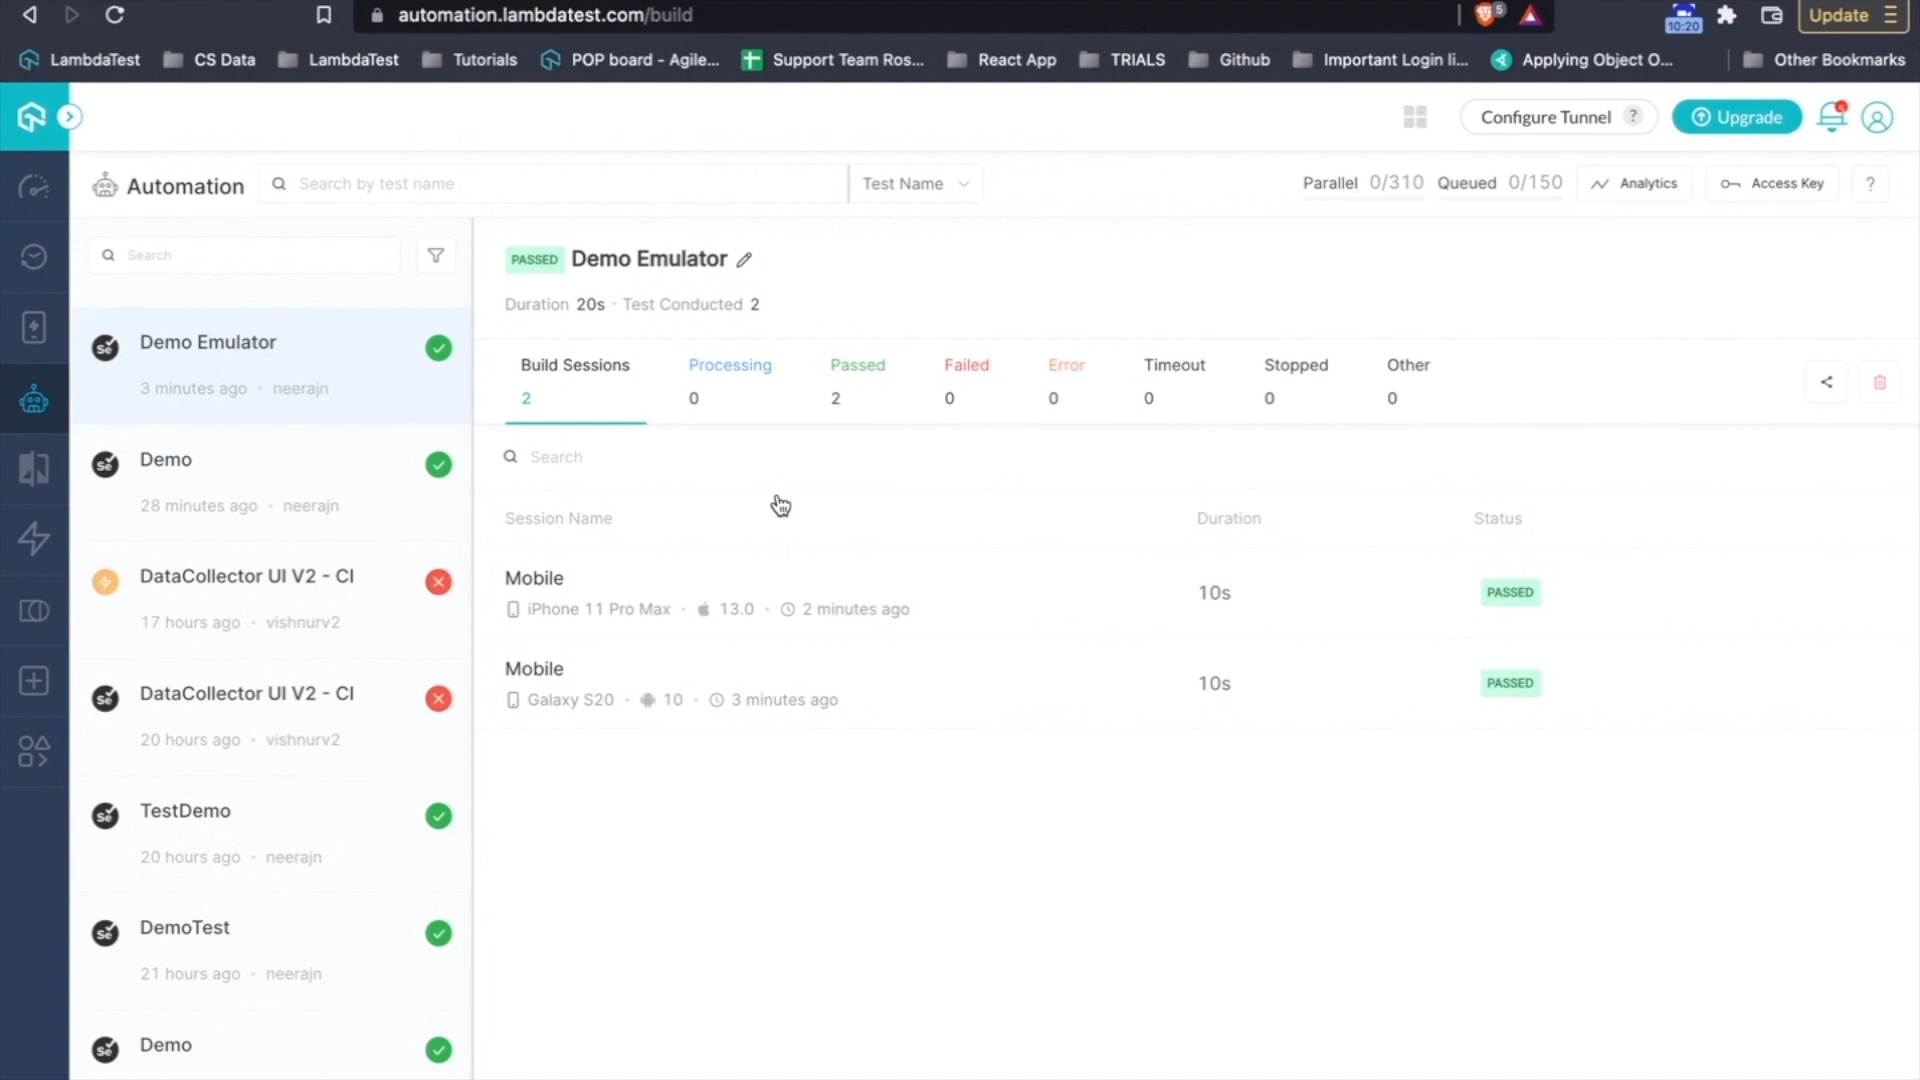 automation.lambdatest.com/build
5
10:20
Update
LambdaTest
CS Data
LambdaTest
Tutorials
POP board - Agile...
Support Team Ros...
React App
TRIALS
Github
Important Login li...
Applying Object O...
Other Bookmarks
Configure Tunnel ?
Upgrade
Automation
Search by test name
Test Name
Parallel 0/310
Queued 0/150
Analytics
Access Key
?
Search
Demo Emulator
3 minutes ago • neerajn
Demo
28 minutes ago • neerajn
DataCollector UI V2 - CI
17 hours ago • vishnurv2
DataCollector UI V2 - CI
20 hours ago • vishnurv2
TestDemo
20 hours ago • neerajn
DemoTest
21 hours ago • neerajn
Demo
PASSED Demo Emulator
Duration 20s • Test Conducted 2
Build Sessions 2
Processing 0
Passed 2
Failed 0
Error 0
Timeout 0
Stopped 0
Other 0
Search
Session Name Duration Status
Mobile
iPhone 11 Pro Max • 13.0 • 2 minutes ago
10s
PASSED
Mobile
Galaxy S20 • 10 • 3 minutes ago
10s
PASSED